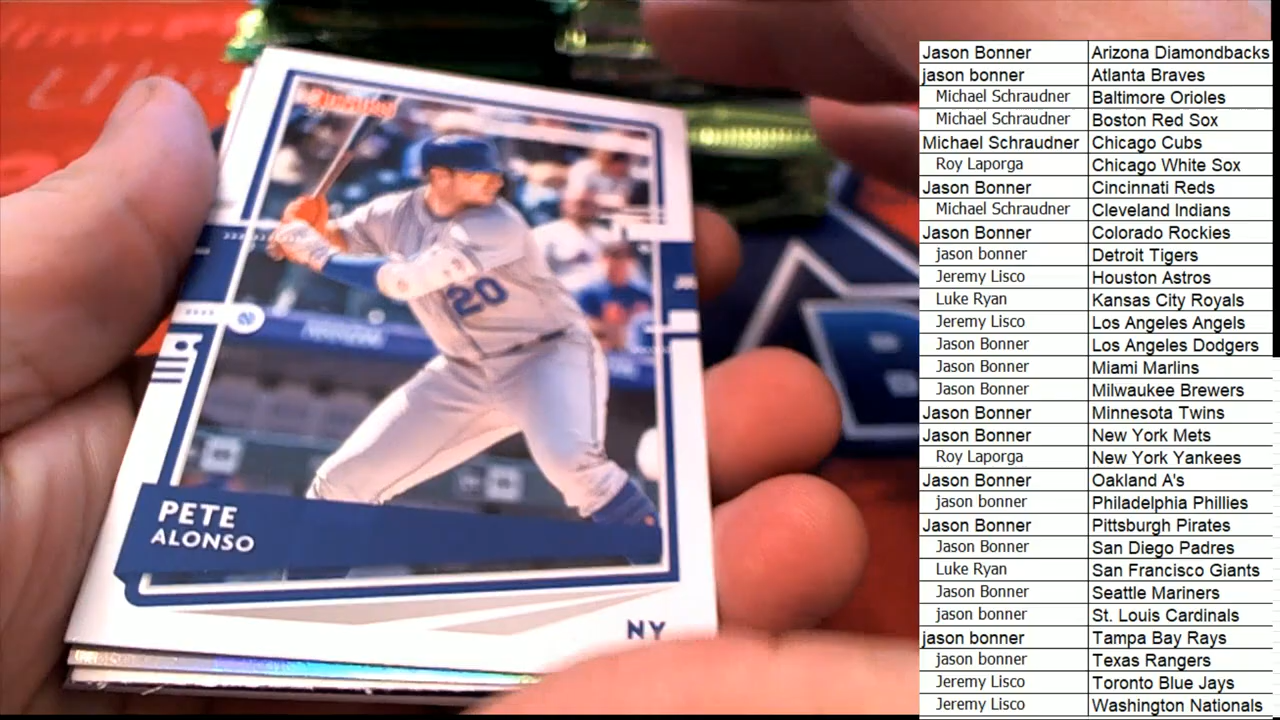 Donruss
20
PETE
ALONSO
NY
Jason Bonner Arizona Diamondbacks
jason bonner Atlanta Braves
Michael Schraudner Baltimore Orioles
Michael Schraudner Boston Red Sox
Michael Schraudner Chicago Cubs
Roy Laporga Chicago White Sox
Jason Bonner Cincinnati Reds
Michael Schraudner Cleveland Indians
Jason Bonner Colorado Rockies
jason bonner Detroit Tigers
Jeremy Lisco Houston Astros
Luke Ryan Kansas City Royals
Jeremy Lisco Los Angeles Angels
Jason Bonner Los Angeles Dodgers
Jason Bonner Miami Marlins
Jason Bonner Milwaukee Brewers
Jason Bonner Minnesota Twins
Jason Bonner New York Mets
Roy Laporga New York Yankees
Jason Bonner Oakland A's
jason bonner Philadelphia Phillies
Jason Bonner Pittsburgh Pirates
Jason Bonner San Diego Padres
Luke Ryan San Francisco Giants
Jason Bonner Seattle Mariners
jason bonner St. Louis Cardinals
jason bonner Tampa Bay Rays
jason bonner Texas Rangers
Jeremy Lisco Toronto Blue Jays
Jeremy Lisco Washington Nationals